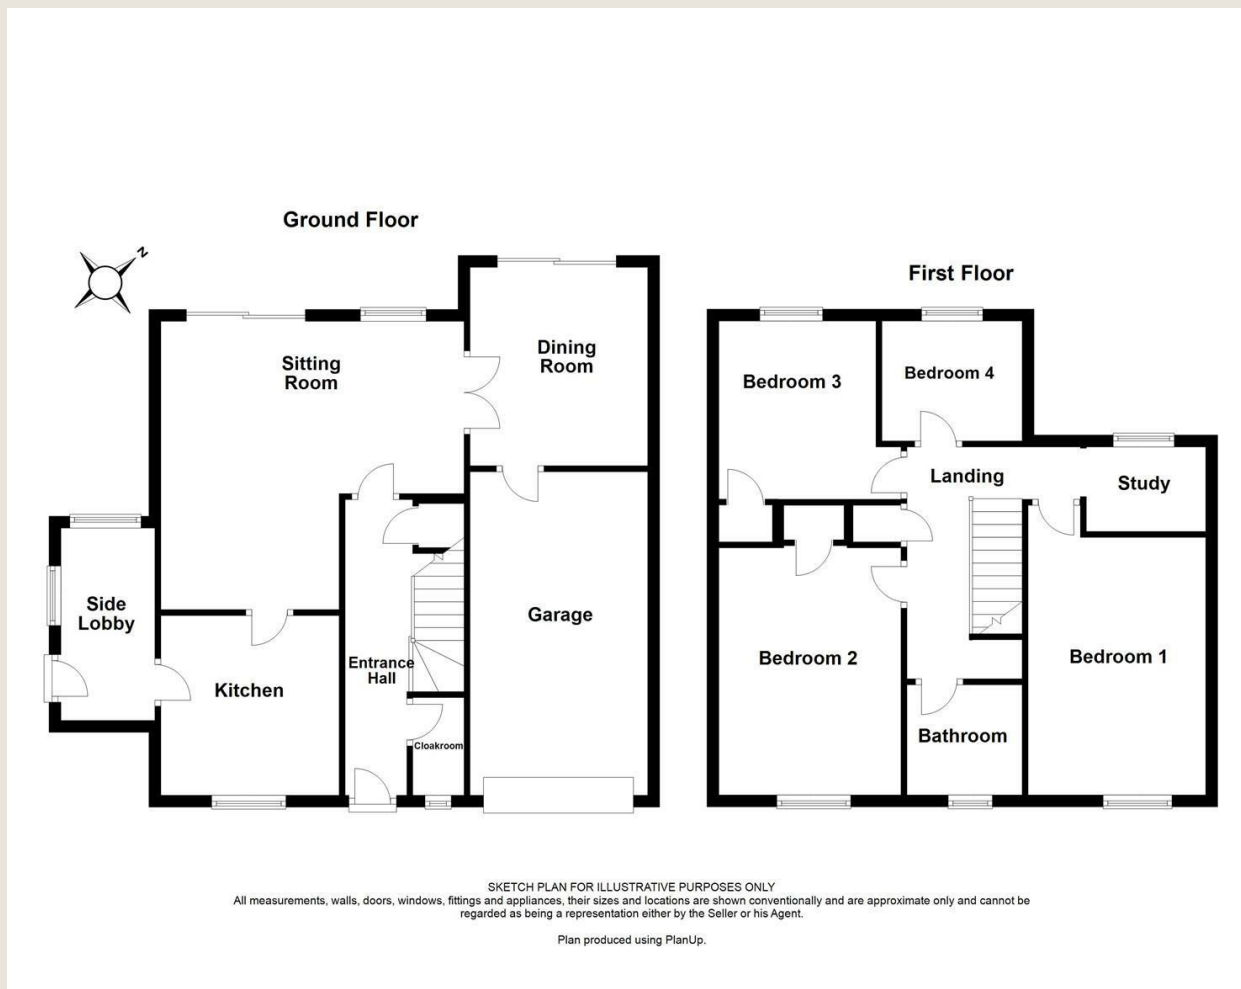 Ground Floor
N
Sitting
Room
Dining
Room
Side
Lobby
Kitchen
Entrance
Hall
Cloakroom
Garage
First Floor
Bedroom 3
Bedroom 4
Landing
Study
Bedroom 2
Bedroom 1
Bathroom
SKETCH PLAN FOR ILLUSTRATIVE PURPOSES ONLY
All measurements, walls, doors, windows, fittings and appliances, their sizes and locations are shown conventionally and are approximate only and cannot be
regarded as being a representation either by the Seller or his Agent.
Plan produced using PlanUp.